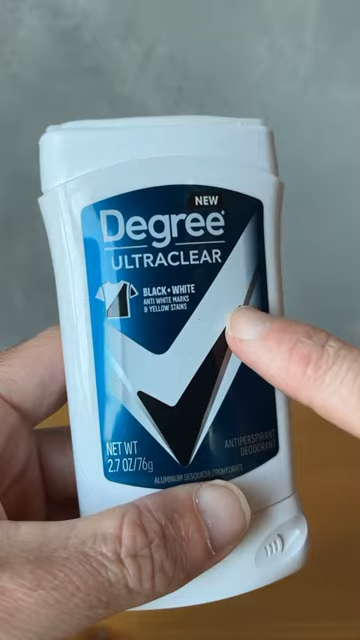 NEW
Degree®
ULTRACLEAR
BLACK+WHITE
ANTI WHITE MARKS
& YELLOW STAINS
NET WT
2.7 OZ/76g
ANTIPERSPIRANT
DEODORANT
ALUMINUM SESQUICHLOROHYDRATE